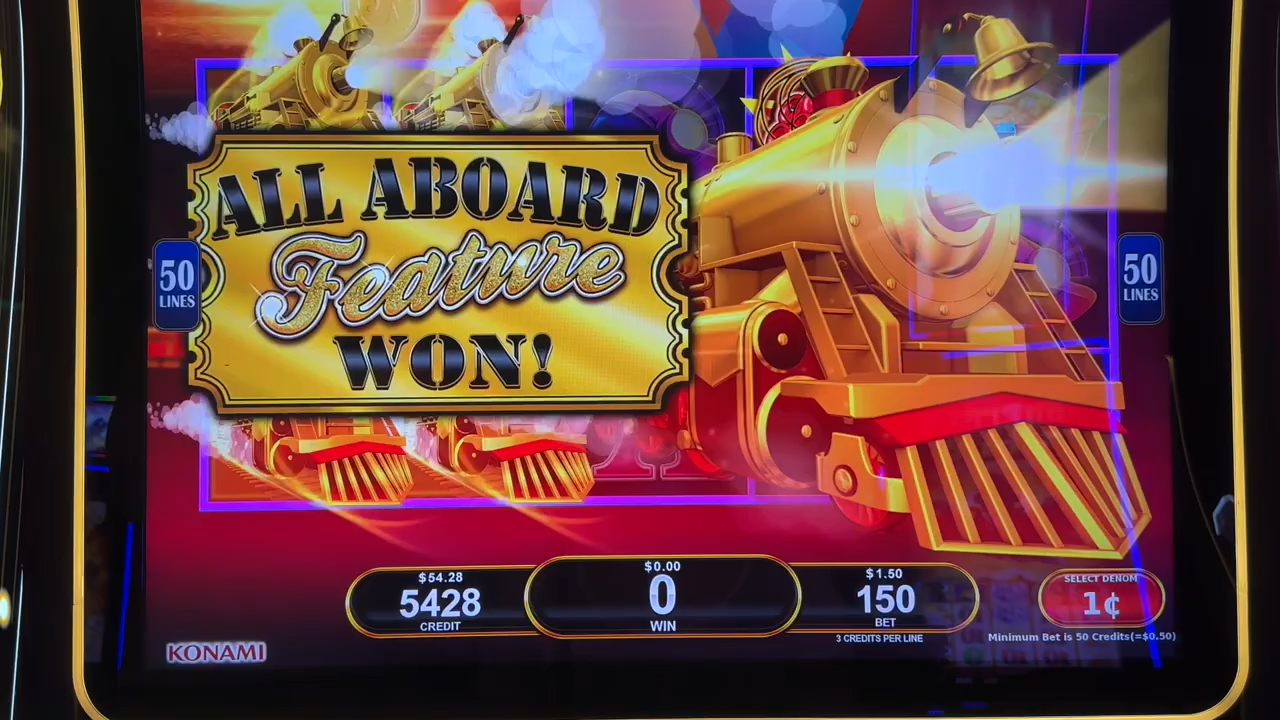 ALL ABOARD
Feature
WON!
50
LINES
50
LINES
$54.28
5428
CREDIT
$0.00
0
WIN
$1.50
150
BET
3 CREDITS PER LINE
SELECT DENOM
1¢
Minimum Bet is 50 Credits(=$0.50)
KONAMI